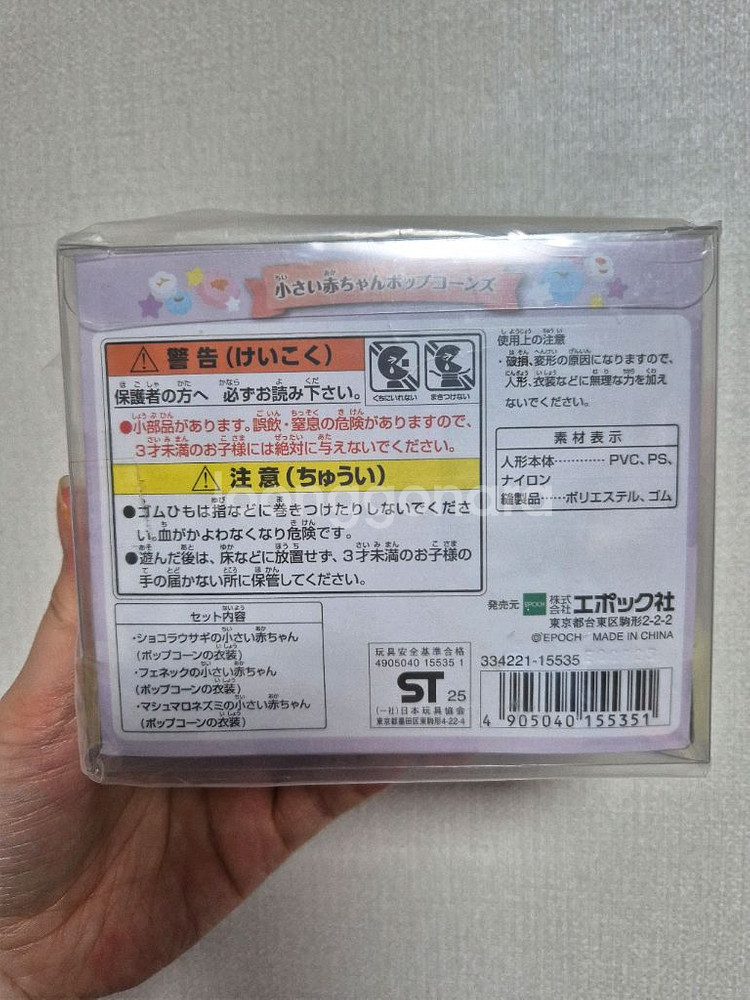 小さい赤ちゃんポップコーンズ
警告(けいこく)
くちにいれない
まきつけない
保護者の方へ 必ずお読み下さい。
●小部品があります。誤飲・窒息の危険がありますので、
3才未満のお子様には絶対に与えないでください。
注意(ちゅうい)
●ゴムひもは指などに巻きつけたりしないでくださ
い。血がかよわなくなり危険です。
●遊んだ後は、床などに放置せず、3才未満のお子様の
手の届かない所に保管してください。
使用上の注意
・破損、変形の原因になりますので、
人形、衣装などに無理な力を加え
ないでください。
素材表示
人形本体………… PVC、PS、
ナイロン
縫製品……ポリエステル、ゴム
セット内容
・ショコラウサギの小さい赤ちゃん
(ポップコーンの衣装)
・フェネックの小さい赤ちゃん
(ポップコーンの衣装)
・マシュマロネズミの小さい赤ちゃん
(ポップコーンの衣装)
玩具安全基準合格
4905040 15535 1
ST 25
(一社)日本玩具協会
東京都墨田区東駒形4-22-4
発売元 EPOCH 株式会社エポック社
東京都台東区駒形2-2-2
©EPOCH MADE IN CHINA
334221-15535
4 905040 155351